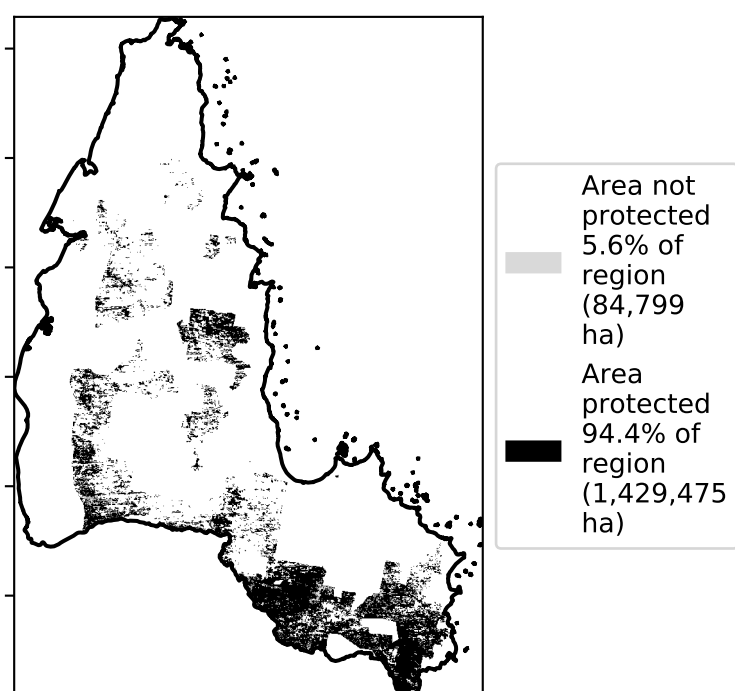 Area not
protected
5.6% of
region
(84,799
ha)
Area
protected
94.4% of
region
(1,429,475
ha)